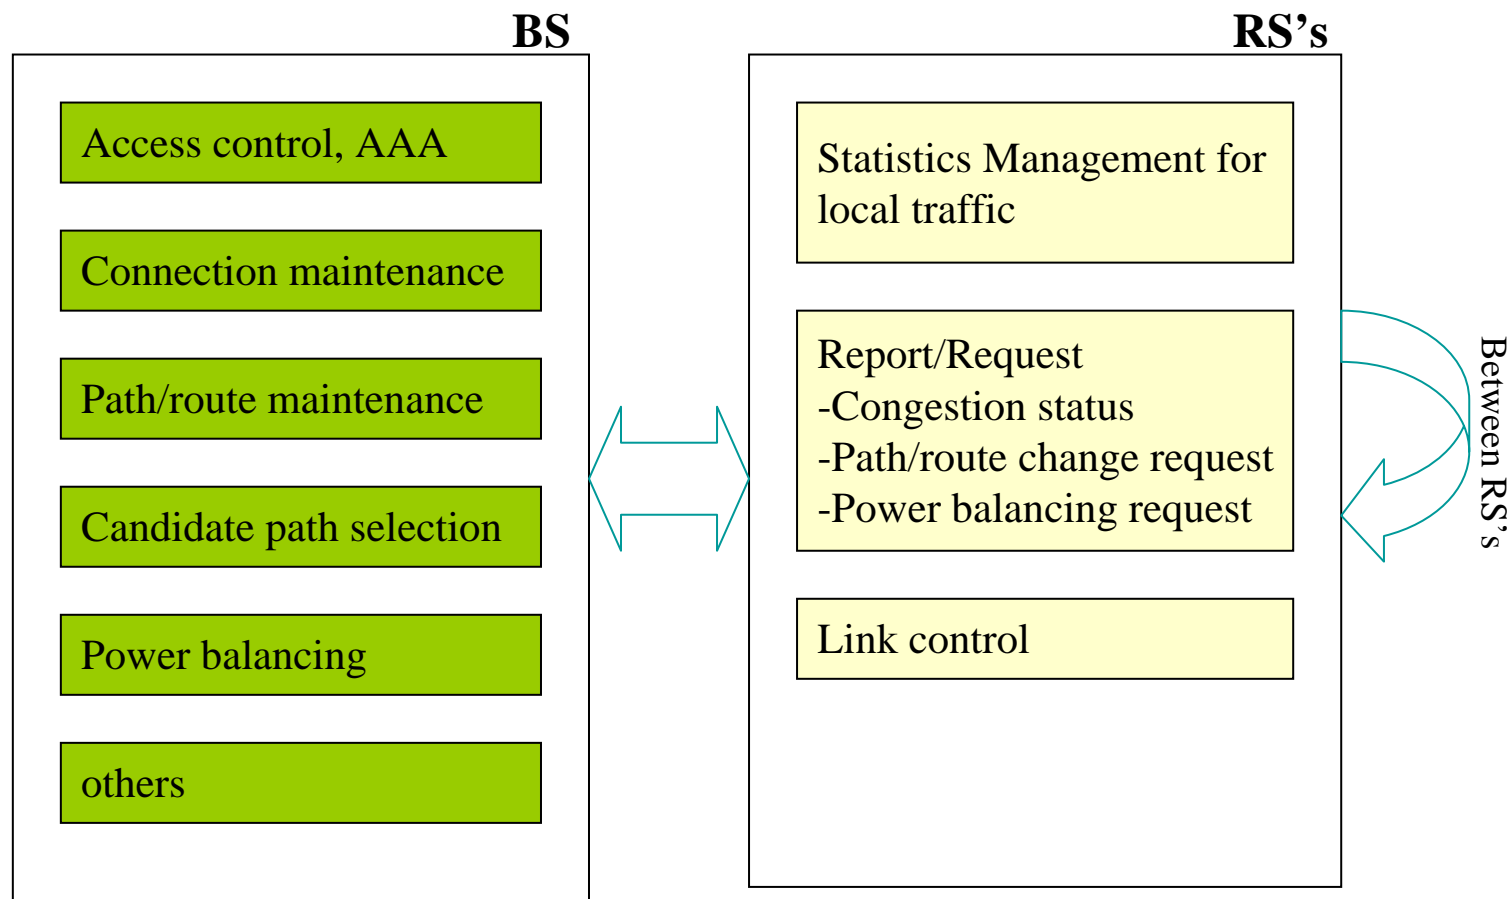 BS
Access control, AAA
Connection maintenance
Path/route maintenance
Candidate path selection
Power balancing
others
RS’s
Statistics Management for
local traffic
Report/Request
-Congestion status
-Path/route change request
-Power balancing request
Link control
Between RS’s